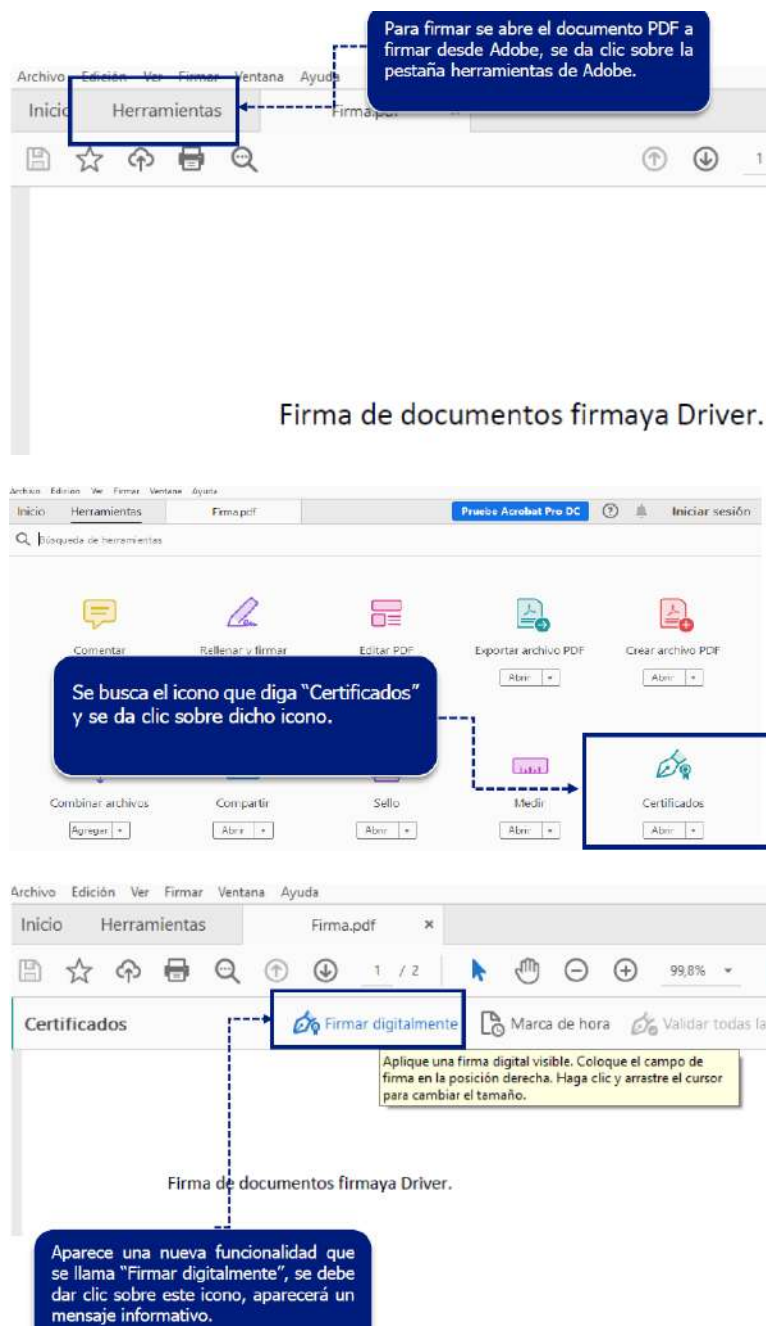 Para firmar se abre el documento PDF a
firmar desde Adobe, se da clic sobre la
pestaña herramientas de Adobe.
Archivo Edición Ver Firmar Ventana Ayuda
Inicio Herramientas Firma.pdf ×
1
Firma de documentos firmaya Driver.
Archivo Edición Ver Firmar Ventana Ayuda
Inicio Herramientas Firma.pdf Pruebe Acrobat Pro DC ? Iniciar sesión
Búsqueda de herramientas
Comentar Rellenar y firmar Editar PDF Exportar archivo PDF Crear archivo PDF
Abrir Abrir
Se busca el icono que diga “Certificados”
y se da clic sobre dicho icono.
Combinar archivos Compartir Sello Medir Certificados
Agregar Abrir Abrir Abrir Abrir
Archivo Edición Ver Firmar Ventana Ayuda
Inicio Herramientas Firma.pdf ×
1 / 2 99,8%
Certificados Firmar digitalmente Marca de hora Validar todas la
Aplique una firma digital visible. Coloque el campo de
firma en la posición derecha. Haga clic y arrastre el cursor
para cambiar el tamaño.
Firma de documentos firmaya Driver.
Aparece una nueva funcionalidad que
se llama “Firmar digitalmente”, se debe
dar clic sobre este icono, aparecerá un
mensaje informativo.